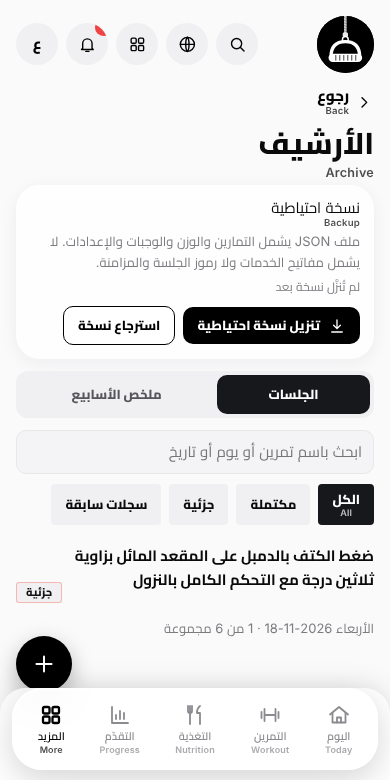 ع
رجوع
Back
الأرشيف
Archive
نسخة احتياطية
Backup
ملف JSON يشمل التمارين والوزن والوجبات والإعدادات. لا
يشمل مفاتيح الخدمات ولا رموز الجلسة والمزامنة.
لم تُنزَّل نسخة بعد
تنزيل نسخة احتياطية
استرجاع نسخة
الجلسات
ملخص الأسابيع
ابحث باسم تمرين أو يوم أو تاريخ
الكل
All
مكتملة
جزئية
سجلات سابقة
ضغط الكتف بالدمبل على المقعد المائل بزاوية
ثلاثين درجة مع التحكم الكامل بالنزول
جزئية
الأربعاء 2026-11-18 · 1 من 6 مجموعة
اليوم
Today
التمرين
Workout
التغذية
Nutrition
التقدّم
Progress
المزيد
More